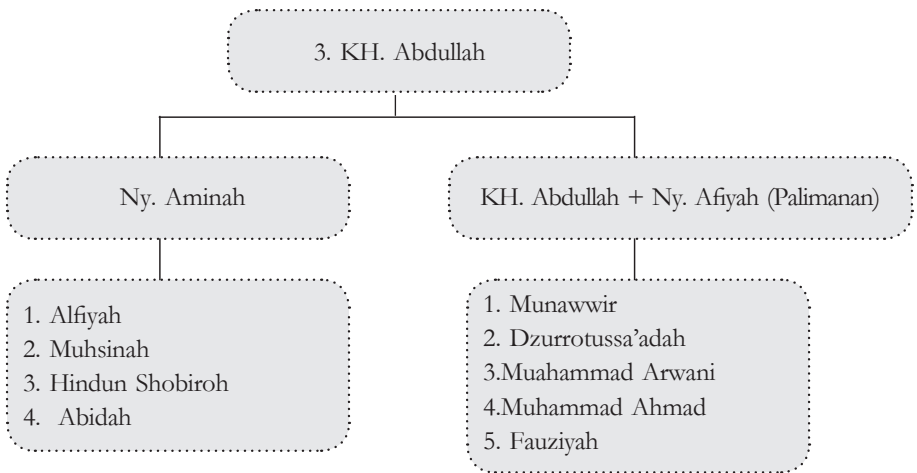 3. KH. Abdullah
Ny. Aminah
KH. Abdullah + Ny. Afiyah (Palimanan)
1. Alfiyah
2. Muhsinah
3. Hindun Shobiroh
4. Abidah
1. Munawwir
2. Dzurrotussa’adah
3.Muahammad Arwani
4.Muhammad Ahmad
5. Fauziyah